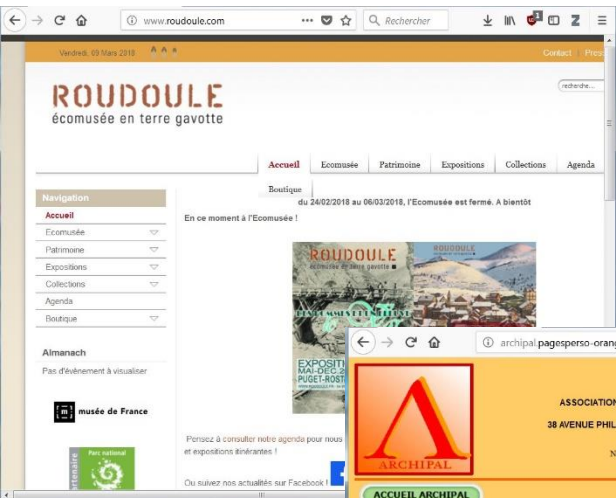 www.roudoule.com
Rechercher
Vendredi, 09 Mars 2018 A A A
Contact Press
ROUDOULE
écomusée en terre gavotte
recherche...
Accueil Ecomusée Patrimoine Expositions Collections Agenda
Boutique
Navigation
Accueil
Ecomusée
Patrimoine
Expositions
Collections
Agenda
Boutique
du 24/02/2018 au 06/03/2018, l'Ecomusée est fermé. A bientôt
En ce moment à l'Ecomusée !
ROUDOULE
écomusée en terre gavotte
ROUDOULE
EXPOSITI
MAI-DEC.20
PUGET-ROST
Almanach
Pas d'évènement à visualiser
m musée de France
Parc national
Pensez à consulter notre agenda pour nous
et expositions itinérantes !
Ou suivez nos actualités sur Facebook !
archipal.pagesperso-orang
ARCHIPAL
ASSOCIATION
38 AVENUE PHIL
N
ACCUEIL ARCHIPAL